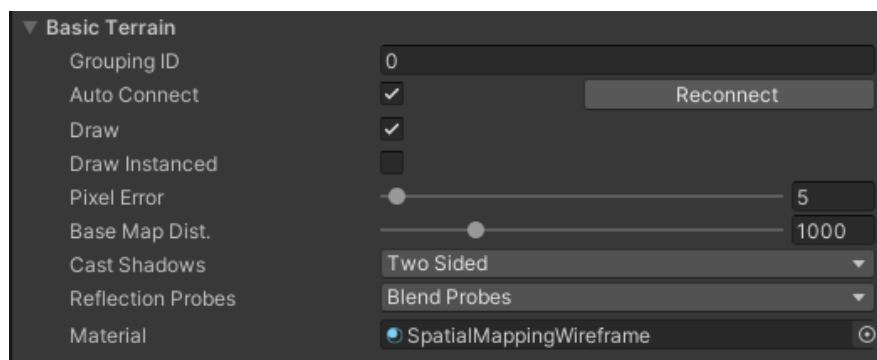 Basic Terrain
Grouping ID 0
Auto Connect Reconnect
Draw
Draw Instanced
Pixel Error 5
Base Map Dist. 1000
Cast Shadows Two Sided
Reflection Probes Blend Probes
Material SpatialMappingWireframe